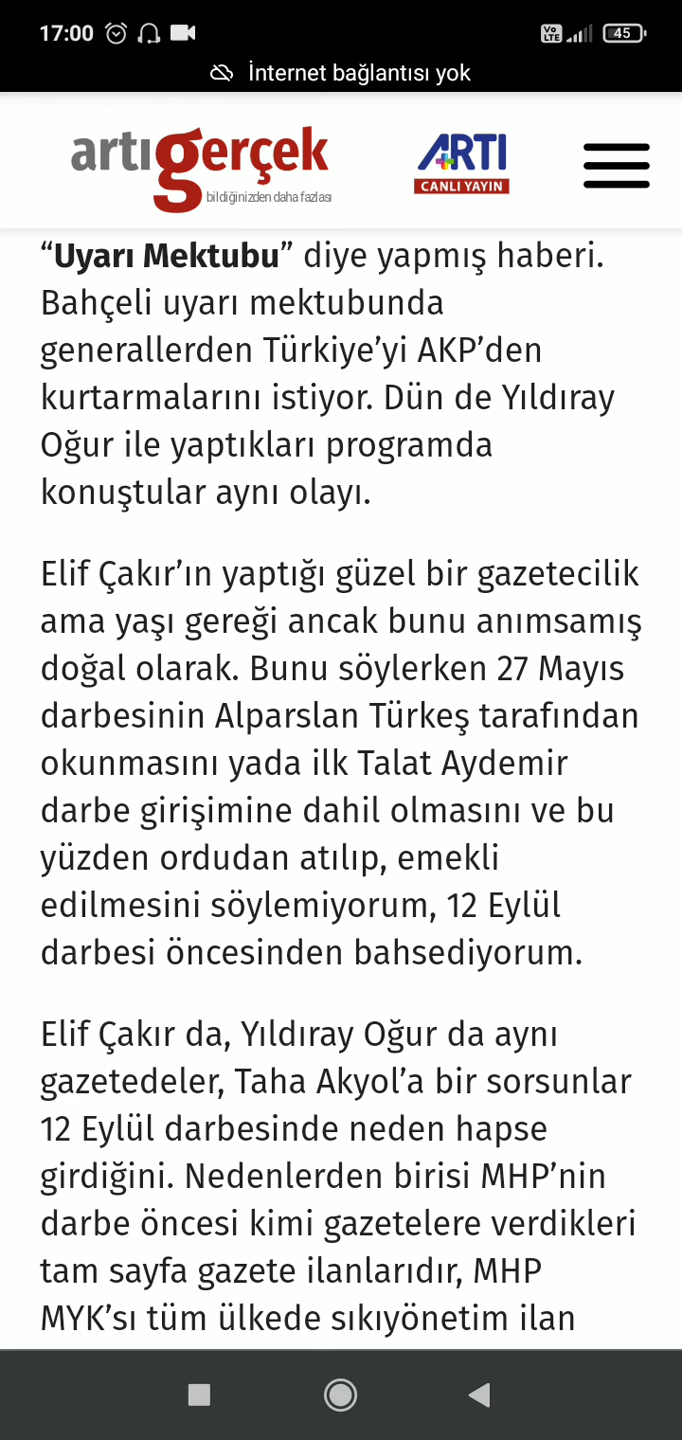 17:00
Vo LTE
45
İnternet bağlantısı yok
artıgerçek
bildiğinizden daha fazlası
ARTI
CANLI YAYIN
“Uyarı Mektubu” diye yapmış haberi.
Bahçeli uyarı mektubunda
generallerden Türkiye’yi AKP’den
kurtarmalarını istiyor. Dün de Yıldıray
Oğur ile yaptıkları programda
konuştular aynı olayı.
Elif Çakır’ın yaptığı güzel bir gazetecilik
ama yaşı gereği ancak bunu anımsamış
doğal olarak. Bunu söylerken 27 Mayıs
darbesinin Alparslan Türkeş tarafından
okunmasını yada ilk Talat Aydemir
darbe girişimine dahil olmasını ve bu
yüzden ordudan atılıp, emekli
edilmesini söylemiyorum, 12 Eylül
darbesi öncesinden bahsediyorum.
Elif Çakır da, Yıldıray Oğur da aynı
gazetedeler, Taha Akyol’a bir sorsunlar
12 Eylül darbesinde neden hapse
girdiğini. Nedenlerden birisi MHP’nin
darbe öncesi kimi gazetelere verdikleri
tam sayfa gazete ilanlarıdır, MHP
MYK’sı tüm ülkede sıkıyönetim ilan